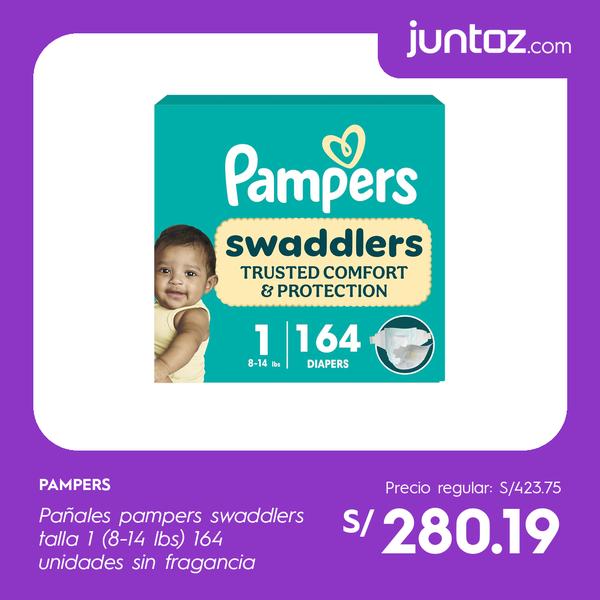 juntoz.com
Pampers
swaddlers
TRUSTED COMFORT
& PROTECTION
1 164
8-14 lbs DIAPERS
PAMPERS
Pañales pampers swaddlers
talla 1 (8-14 lbs) 164
unidades sin fragancia
Precio regular: S/423.75
S/280.19